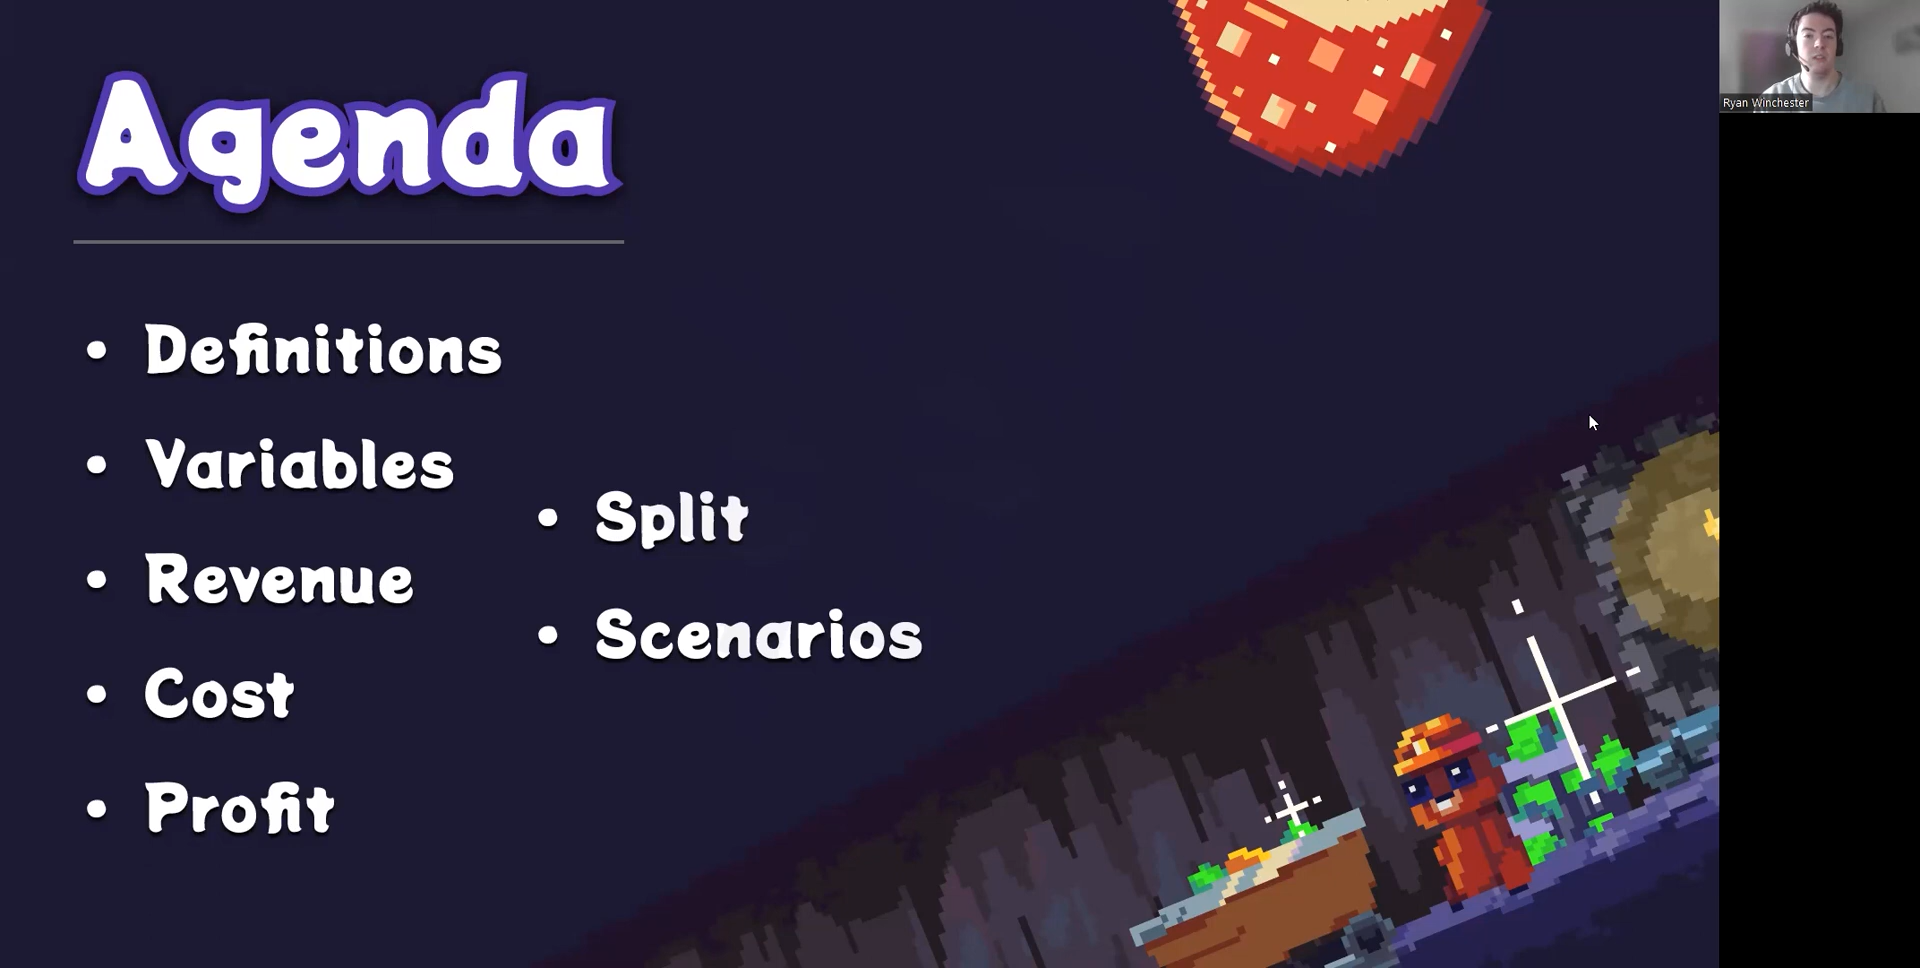 Agenda
• Definitions
• Variables
• Revenue
• Cost
• Profit
• Split
• Scenarios
Ryan Winchester